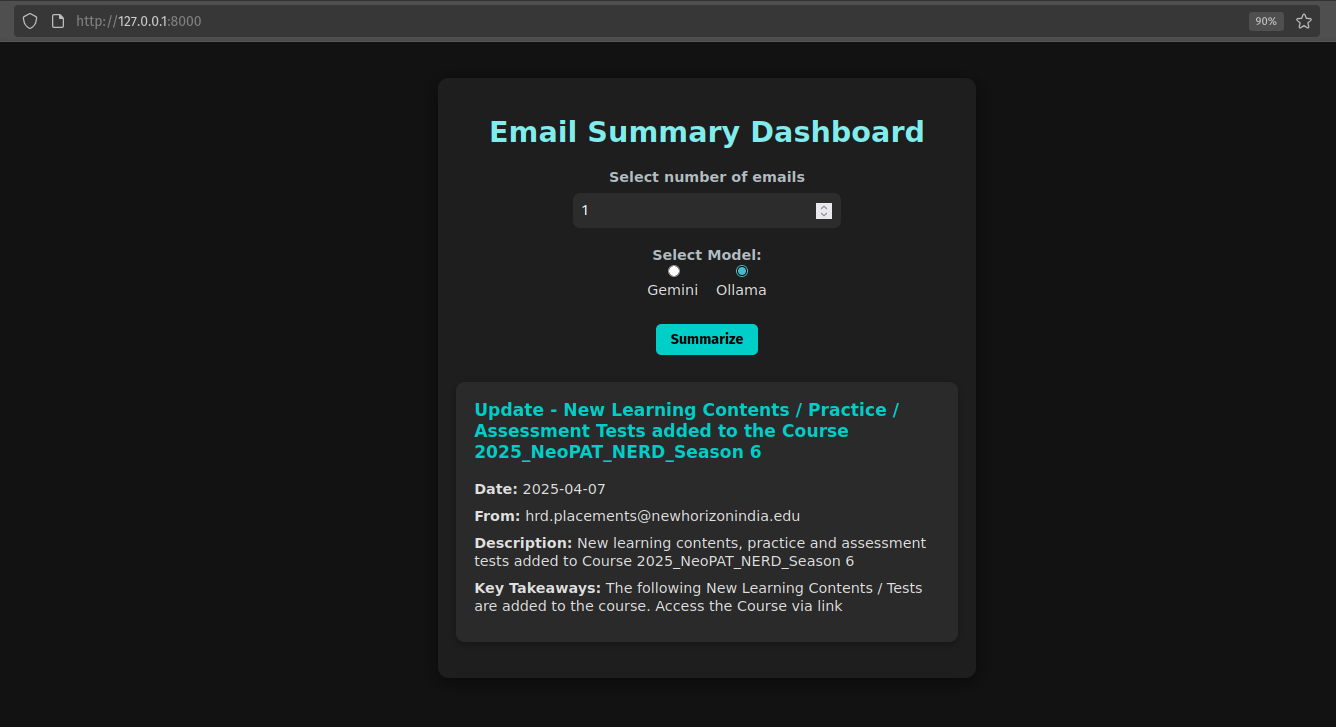 http://127.0.0.1:8000
90%
Email Summary Dashboard
Select number of emails
1
Select Model:
Gemini Ollama
Summarize
Update - New Learning Contents / Practice /
Assessment Tests added to the Course
2025_NeoPAT_NERD_Season 6
Date: 2025-04-07
From: hrd.placements@newhorizonindia.edu
Description: New learning contents, practice and assessment
tests added to Course 2025_NeoPAT_NERD_Season 6
Key Takeaways: The following New Learning Contents / Tests
are added to the course. Access the Course via link